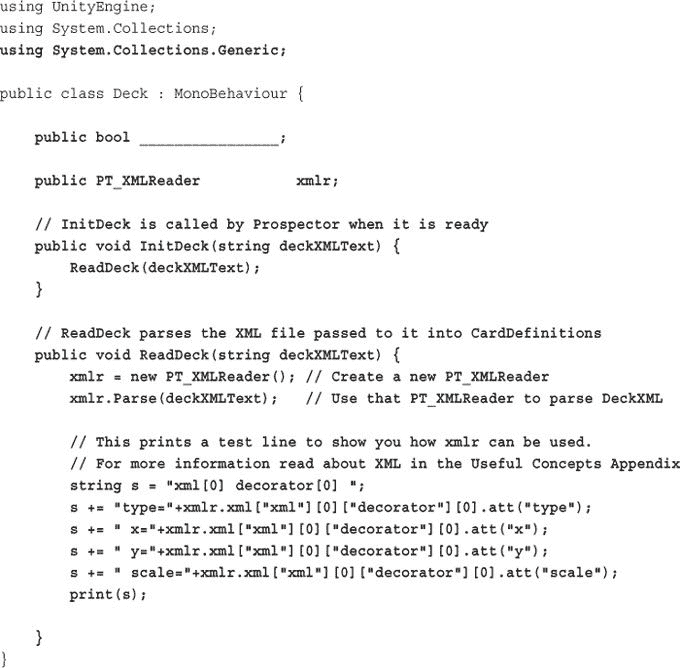 using UnityEngine;
using System.Collections;
using System.Collections.Generic;
public class Deck : MonoBehaviour {
public bool ________________;
public PT_XMLReader xmlr;
// InitDeck is called by Prospector when it is ready
public void InitDeck(string deckXMLText) {
ReadDeck(deckXMLText);
}
// ReadDeck parses the XML file passed to it into CardDefinitions
public void ReadDeck(string deckXMLText) {
xmlr = new PT_XMLReader(); // Create a new PT_XMLReader
xmlr.Parse(deckXMLText); // Use that PT_XMLReader to parse DeckXML
// This prints a test line to show you how xmlr can be used.
// For more information read about XML in the Useful Concepts Appendix
string s = "xml[0] decorator[0] ";
s += "type="+xmlr.xml["xml"][0]["decorator"][0].att("type");
s += " x="+xmlr.xml["xml"][0]["decorator"][0].att("x");
s += " y="+xmlr.xml["xml"][0]["decorator"][0].att("y");
s += " scale="+xmlr.xml["xml"][0]["decorator"][0].att("scale");
print(s);
}
}